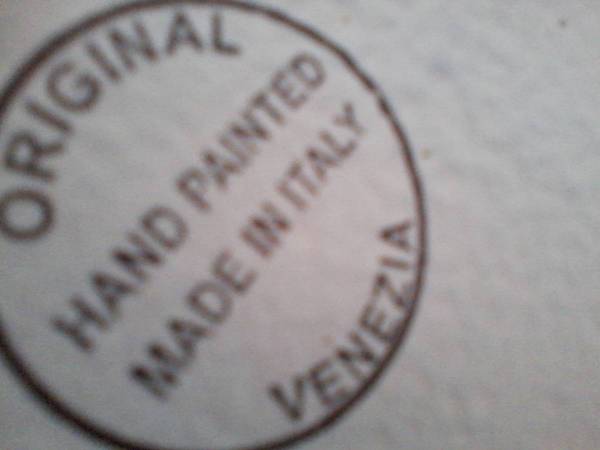 ORIGINAL
HAND PAINTED
MADE IN ITALY
VENEZIA